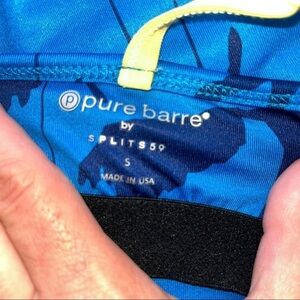 p pure barre
by
SPLITS59
S
MADE IN USA